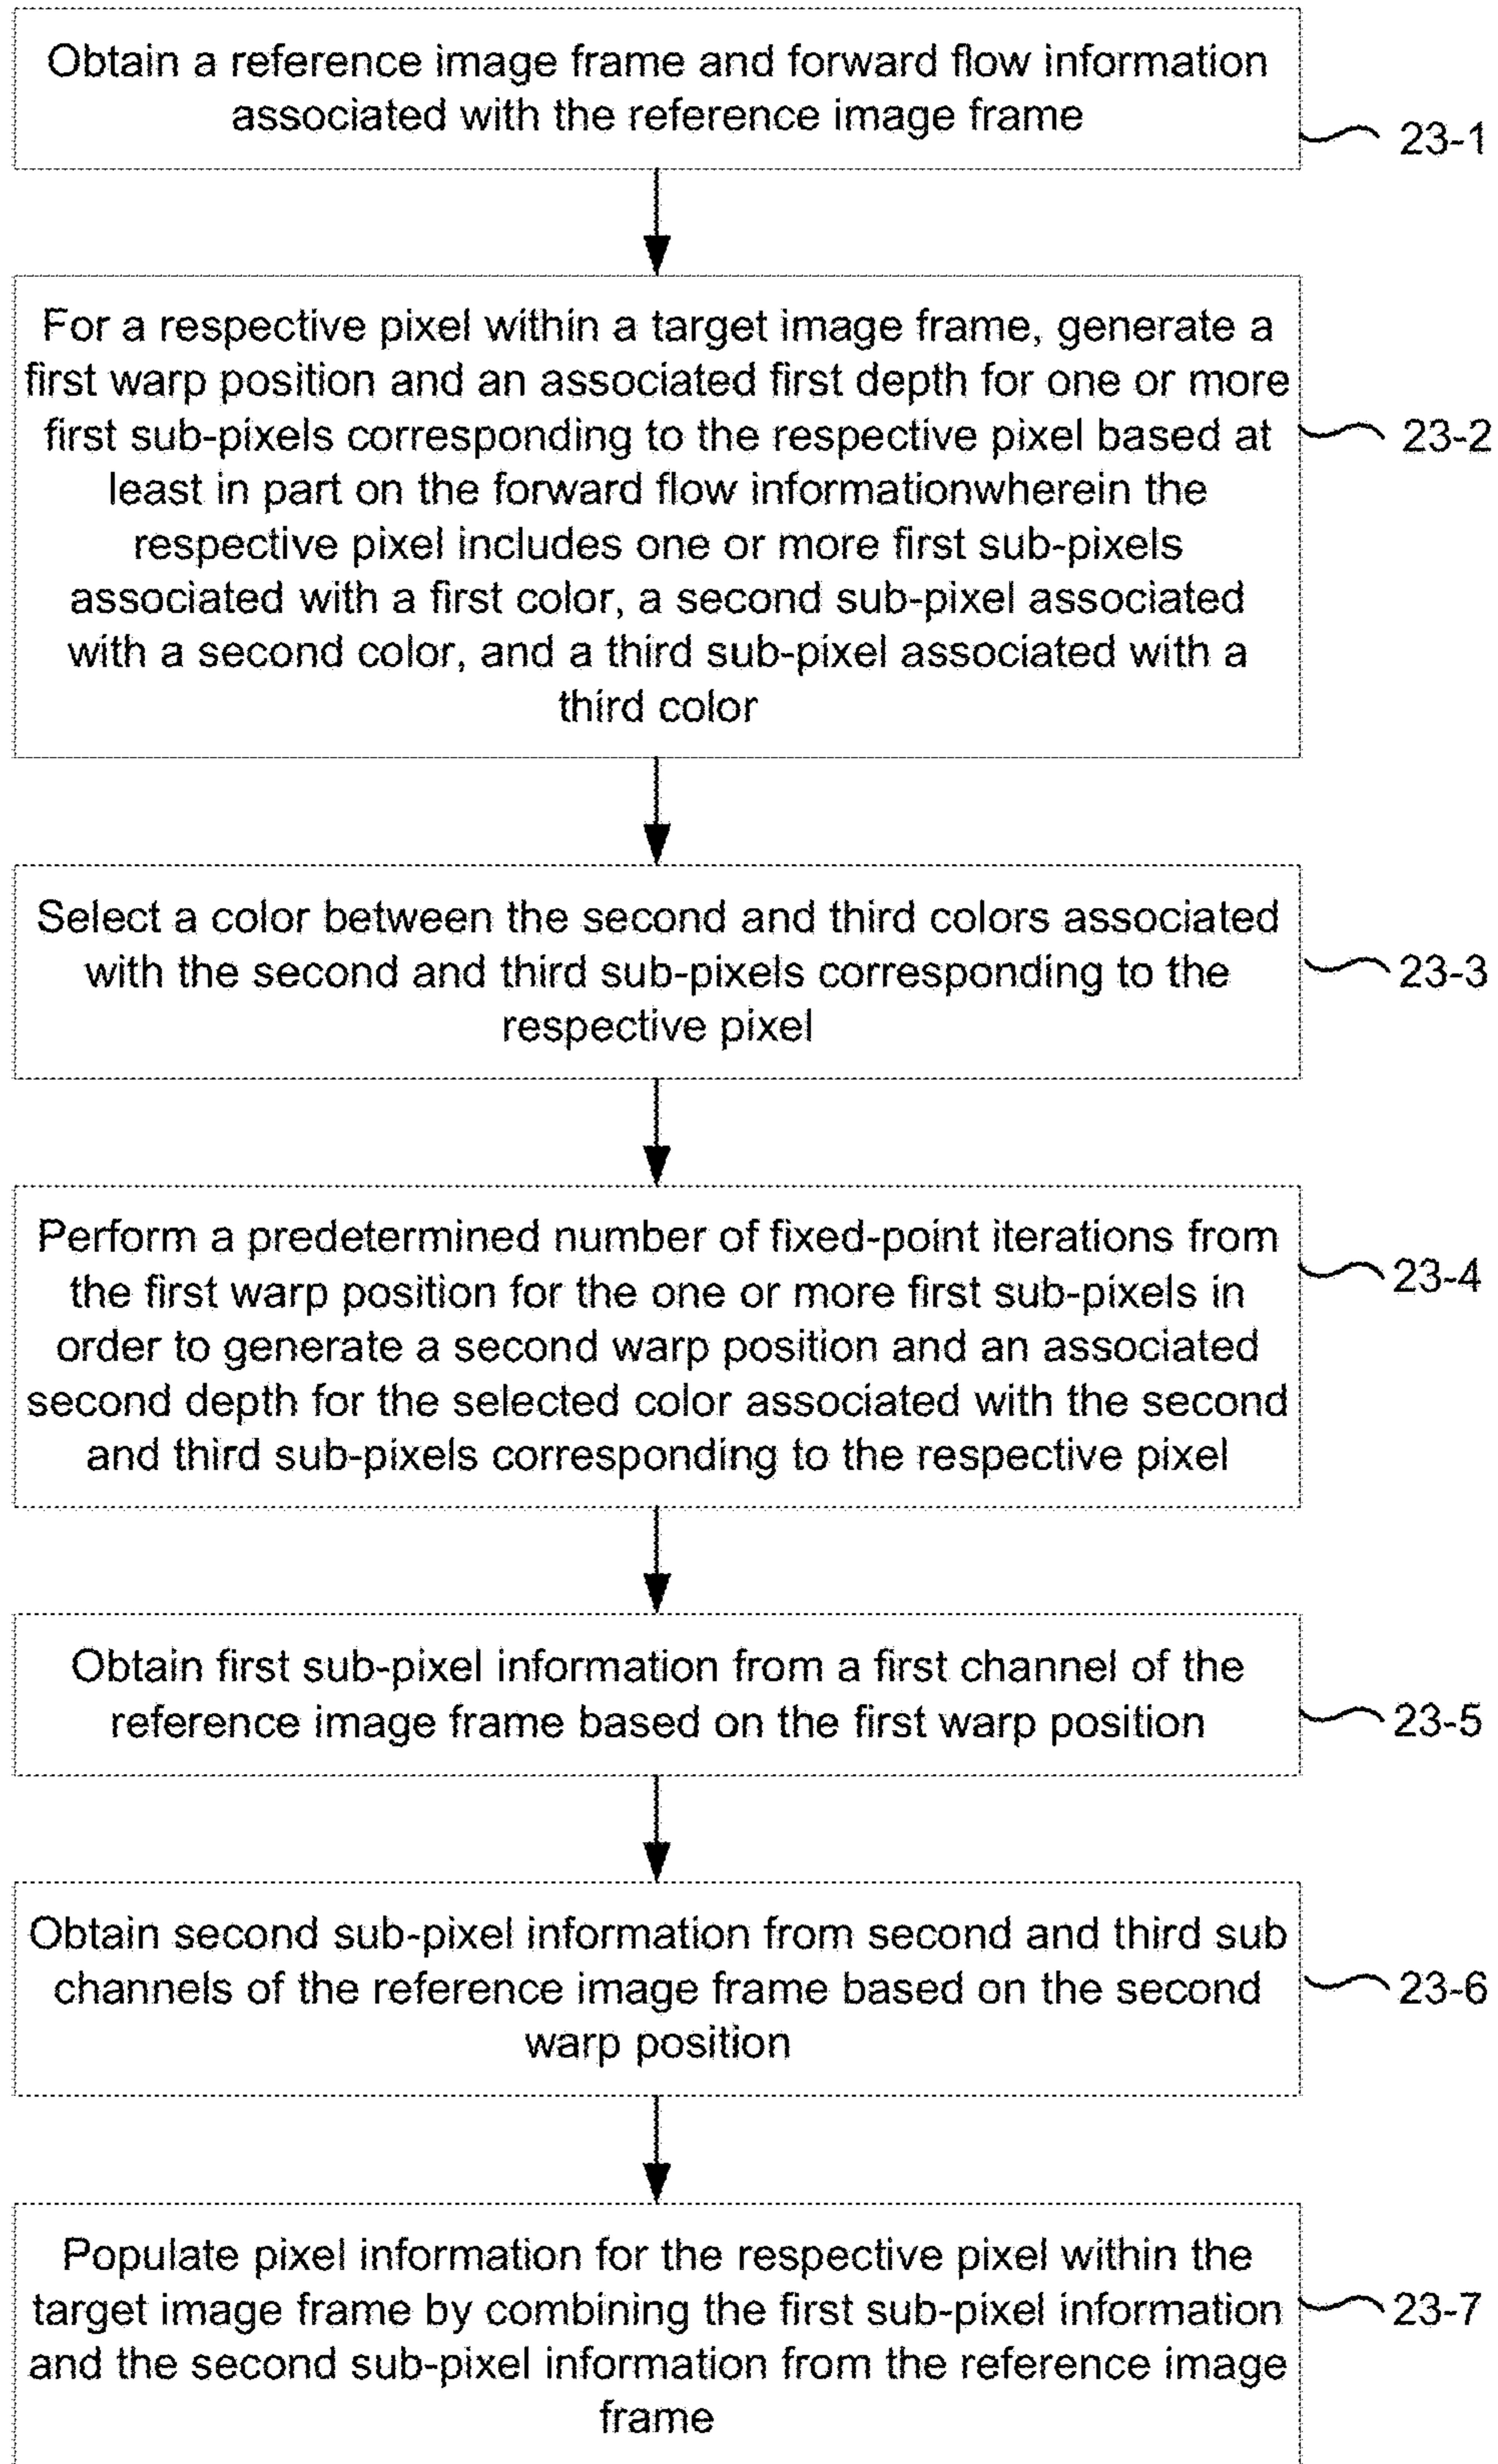 Obtain a reference image frame and forward flow information
associated with the reference image frame
23-1
For a respective pixel within a target image frame, generate a
first warp position and an associated first depth for one or more
first sub-pixels corresponding to the respective pixel based at
least in part on the forward flow informationwherein the
respective pixel includes one or more first sub-pixels
associated with a first color, a second sub-pixel associated
with a second color, and a third sub-pixel associated with a
third color
23-2
Select a color between the second and third colors associated
with the second and third sub-pixels corresponding to the
respective pixel
23-3
Perform a predetermined number of fixed-point iterations from
the first warp position for the one or more first sub-pixels in
order to generate a second warp position and an associated
second depth for the selected color associated with the second
and third sub-pixels corresponding to the respective pixel
23-4
Obtain first sub-pixel information from a first channel of the
reference image frame based on the first warp position
23-5
Obtain second sub-pixel information from second and third sub
channels of the reference image frame based on the second
warp position
23-6
Populate pixel information for the respective pixel within the
target image frame by combining the first sub-pixel information
and the second sub-pixel information from the reference image
frame
23-7